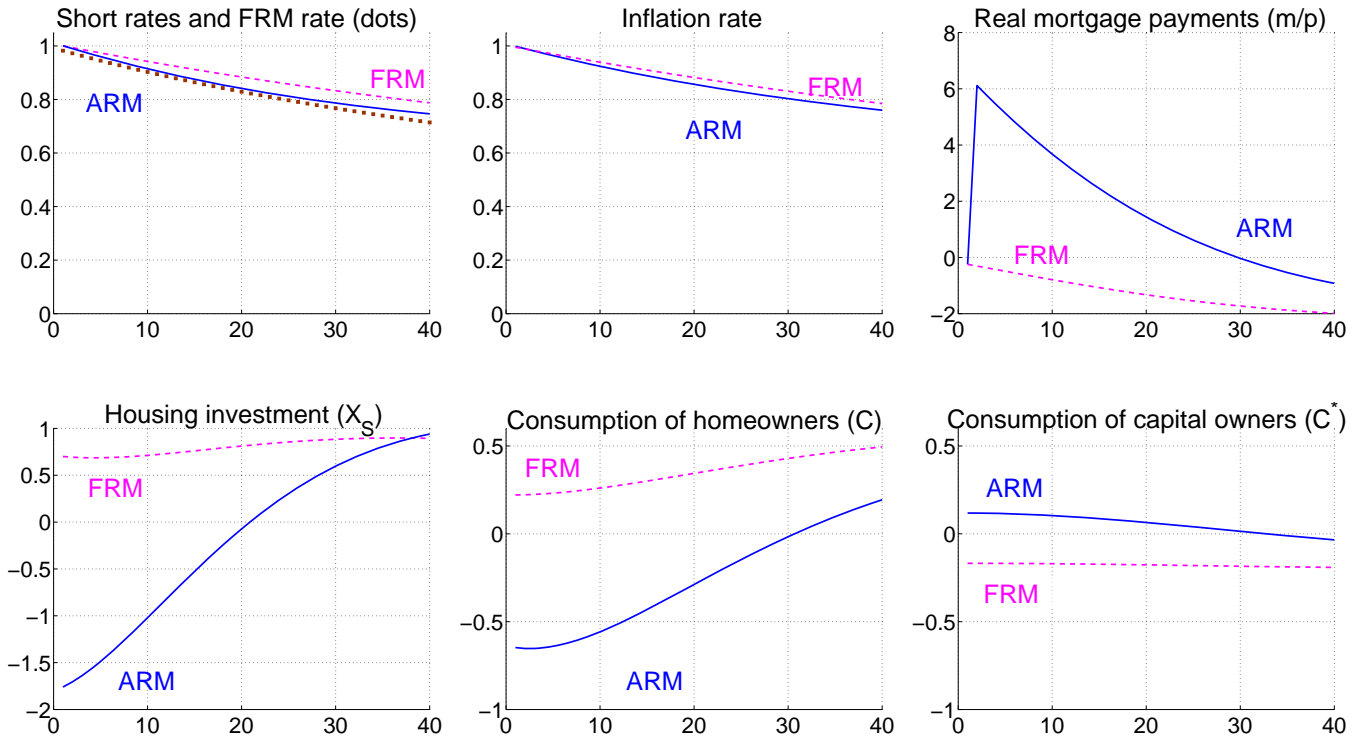 Short rates and FRM rate (dots)
1
0.8
0.6
0.4
0.2
0
0 10 20 30 40
FRM
ARM
Inflation rate
1
0.8
0.6
0.4
0.2
0
0 10 20 30 40
FRM
ARM
Real mortgage payments (m/p)
8
6
4
2
0
−2
0 10 20 30 40
ARM
FRM
Housing investment (X_S)
1
0.5
0
−0.5
−1
−1.5
−2
0 10 20 30 40
FRM
ARM
Consumption of homeowners (C)
0.5
0
−0.5
−1
0 10 20 30 40
FRM
ARM
Consumption of capital owners (C*)
0.5
0
−0.5
−1
0 10 20 30 40
ARM
FRM